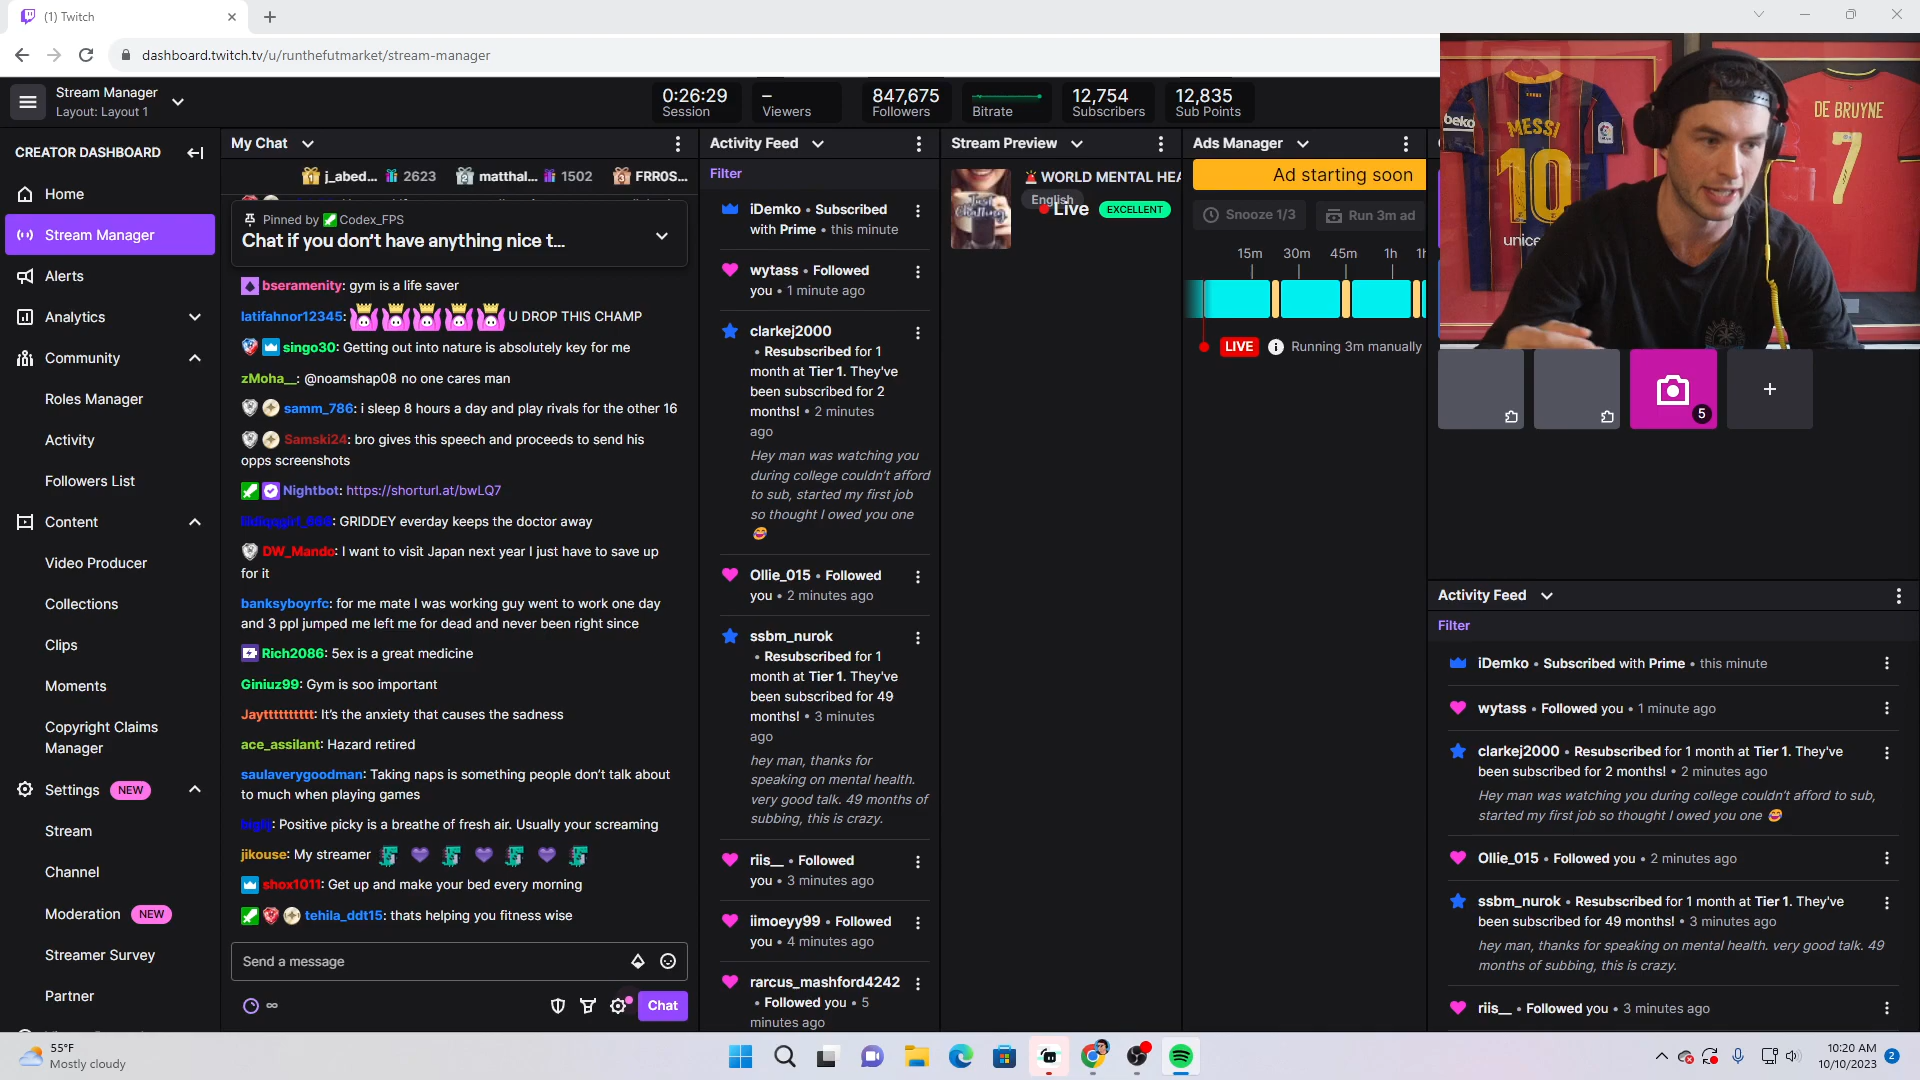 (1) Twitch
dashboard.twitch.tv/u/runthefutmarket/stream-manager
Stream Manager
Layout: Layout 1
0:26:29
Session
–
Viewers
847,675
Followers
Bitrate
12,754
Subscribers
12,835
Sub Points
CREATOR DASHBOARD
Home
Stream Manager
Alerts
Analytics
Community
Roles Manager
Activity
Followers List
Content
Video Producer
Collections
Clips
Moments
Copyright Claims
Manager
Settings NEW
Stream
Channel
Moderation NEW
Streamer Survey
Partner
My Chat
j_abed... 2623
matthal... 1502
FRR0S...
Pinned by Codex_FPS
Chat if you don't have anything nice t...
bseramenity: gym is a life saver
latifahnor12345: U DROP THIS CHAMP
singo30: Getting out into nature is absolutely key for me
zMoha__: @noamshap08 no one cares man
samm_786: i sleep 8 hours a day and play rivals for the other 16
Samski24: bro gives this speech and proceeds to send his
opps screenshots
Nightbot: https://shorturl.at/bwLQ7
GRIDDEY everday keeps the doctor away
DW_Mando: I want to visit Japan next year I just have to save up
for it
banksyboyrfc: for me mate I was working guy went to work one day
and 3 ppl jumped me left me for dead and never been right since
Rich2086: 5ex is a great medicine
Giniuz99: Gym is soo important
Jaytttttttttt: It's the anxiety that causes the sadness
ace_assilant: Hazard retired
saulaverygoodman: Taking naps is something people don't talk about
to much when playing games
Positive picky is a breathe of fresh air. Usually your screaming
jikouse: My streamer
shox1011: Get up and make your bed every morning
tehila_ddt15: thats helping you fitness wise
Send a message
∞
Chat
Activity Feed
Filter
iDemko • Subscribed
with Prime • this minute
wytass • Followed
you • 1 minute ago
clarkej2000
• Resubscribed for 1
month at Tier 1. They've
been subscribed for 2
months! • 2 minutes
ago
Hey man was watching you
during college couldn't afford
to sub, started my first job
so thought I owed you one
Ollie_015 • Followed
you • 2 minutes ago
ssbm_nurok
• Resubscribed for 1
month at Tier 1. They've
been subscribed for 49
months! • 3 minutes
ago
hey man, thanks for
speaking on mental health.
very good talk. 49 months of
subbing, this is crazy.
riis__ • Followed
you • 3 minutes ago
iimoeyy99 • Followed
you • 4 minutes ago
rarcus_mashford4242
• Followed you • 5
minutes ago
Stream Preview
Just Chatting
WORLD MENTAL HEA
English
Live EXCELLENT
Ads Manager
Ad starting soon
Snooze 1/3
Run 3m ad
15m 30m 45m 1h 1h
LIVE Running 3m manually
beko
MESSI
10
unice
DE BRUYNE
7
5
+
Activity Feed
Filter
iDemko • Subscribed with Prime • this minute
wytass • Followed you • 1 minute ago
clarkej2000 • Resubscribed for 1 month at Tier 1. They've
been subscribed for 2 months! • 2 minutes ago
Hey man was watching you during college couldn't afford to sub,
started my first job so thought I owed you one
Ollie_015 • Followed you • 2 minutes ago
ssbm_nurok • Resubscribed for 1 month at Tier 1. They've
been subscribed for 49 months! • 3 minutes ago
hey man, thanks for speaking on mental health. very good talk. 49
months of subbing, this is crazy.
riis__ • Followed you • 3 minutes ago
55°F
Mostly cloudy
10:20 AM
10/10/2023
2